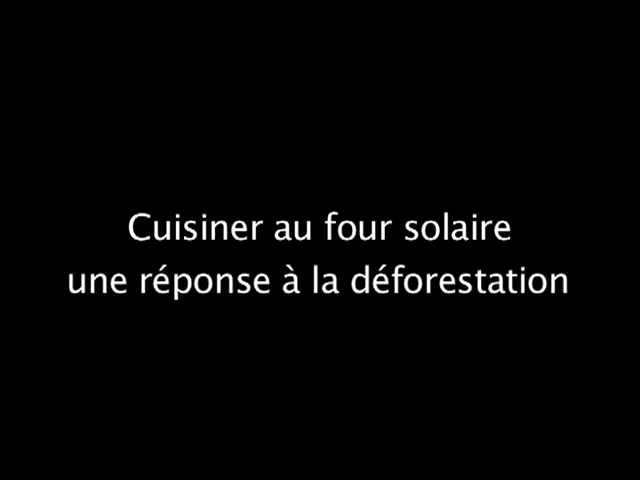 Cuisiner au four solaire
une réponse à la déforestation